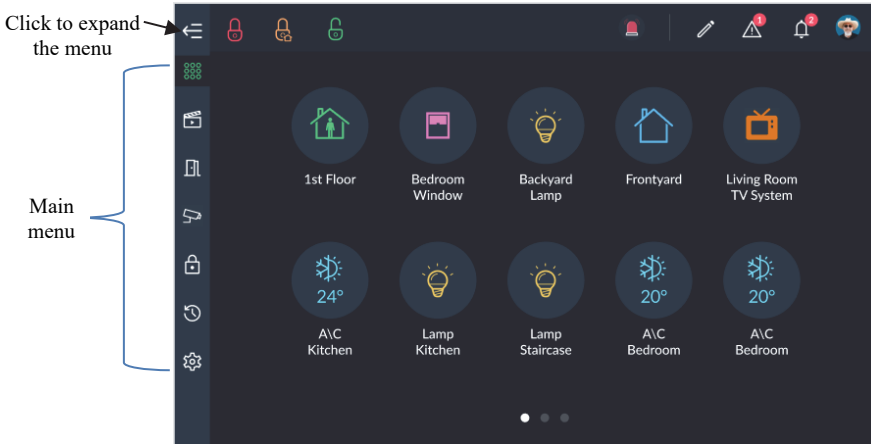 Click to expand
the menu
1
2
Main
menu
1st Floor
Bedroom
Window
Backyard
Lamp
Frontyard
Living Room
TV System
24°
20°
20°
A\C
Kitchen
Lamp
Kitchen
Lamp
Staircase
A\C
Bedroom
A\C
Bedroom